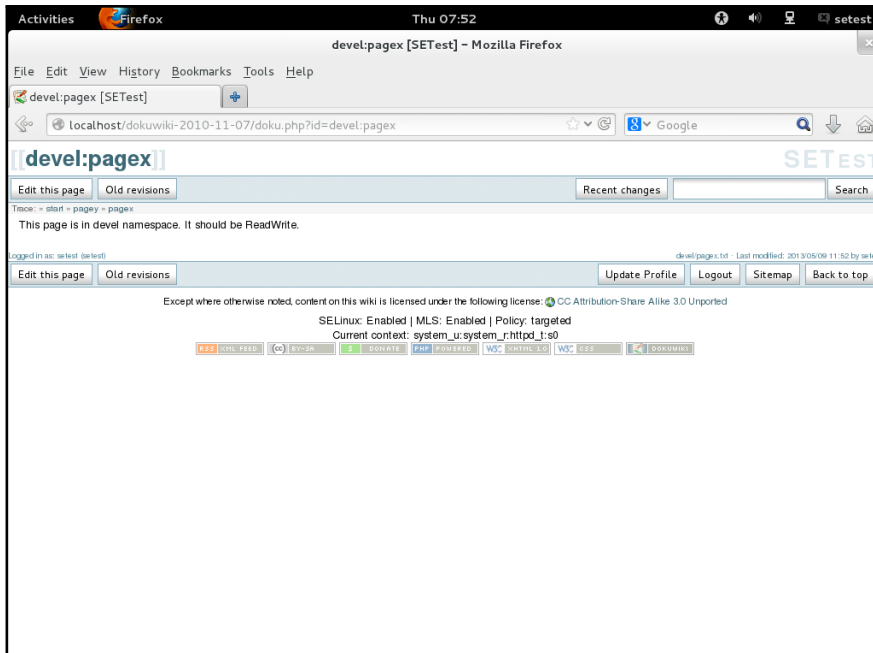 Activities Firefox Thu 07:52 setest
devel:pagex [SETest] – Mozilla Firefox
File Edit View History Bookmarks Tools Help
devel:pagex [SETest]
localhost/dokuwiki-2010-11-07/doku.php?id=devel:pagex Google
[[devel:pagex]] SETEST
Edit this page Old revisions Recent changes Search
Trace: » start » pagey » pagex
This page is in devel namespace. It should be ReadWrite.
Logged in as: setest (setest) devel/pagex.txt · Last modified: 2013/05/09 11:52 by sete
Edit this page Old revisions Update Profile Logout Sitemap Back to top
Except where otherwise noted, content on this wiki is licensed under the following license: CC Attribution-Share Alike 3.0 Unported
SELinux: Enabled | MLS: Enabled | Policy: targeted
Current context: system_u:system_r:httpd_t:s0
RSS XML FEED (cc) BY-SA $ DONATE PHP POWERED W3C XHTML 1.0 W3C CSS DOKUWIKI